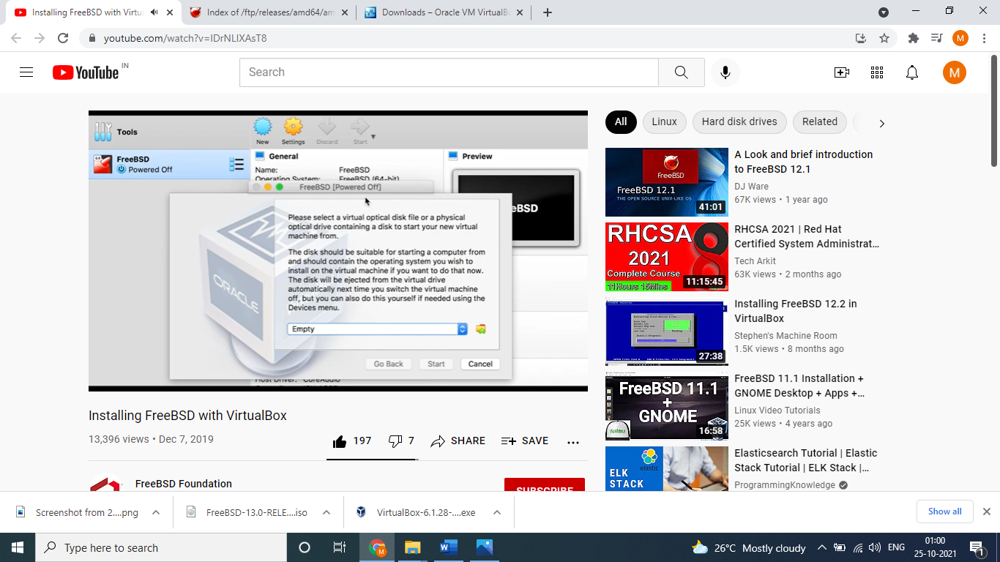 Installing FreeBSD with Virtua
Index of /ftp/releases/amd64/am
Downloads – Oracle VM VirtualB
youtube.com/watch?v=IDrNLIXAsT8
M
YouTube IN
Search
M
Tools
New
Settings
Discard
Start
FreeBSD
Powered Off
General
Name: FreeBSD
Operating System: FreeBSD (64-bit)
Preview
FreeBSD [Powered Off]
eBSD
Please select a virtual optical disk file or a physical
optical drive containing a disk to start your new virtual
machine from.
The disk should be suitable for starting a computer from
and should contain the operating system you wish to
install on the virtual machine if you want to do that now.
The disk will be ejected from the virtual drive
automatically next time you switch the virtual machine
off, but you can also do this yourself if needed using the
Devices menu.
ORACLE
Empty
Go Back
Start
Cancel
Host Driver: CoreAudio
Installing FreeBSD with VirtualBox
13,396 views • Dec 7, 2019
197
7
SHARE
SAVE
FreeBSD Foundation
SUBSCRIBE
All
Linux
Hard disk drives
Related
FreeBSD
FreeBSD 12.1
THE OPEN SOURCE UNIX-LIKE OS
41:01
A Look and brief introduction
to FreeBSD 12.1
DJ Ware
67K views • 1 year ago
RHCSA
2021
Complete Course
11Hours 15Mins
8
11:15:45
RHCSA 2021 | Red Hat
Certified System Administrat…
Tech Arkit
63K views • 2 months ago
27:38
Installing FreeBSD 12.2 in
VirtualBox
Stephen's Machine Room
1.5K views • 8 months ago
FreeBSD 11.1
+
GNOME
16:58
FreeBSD 11.1 Installation +
GNOME Desktop + Apps +…
Linux Video Tutorials
25K views • 4 years ago
ELK
STACK
elastic
Elasticsearch Tutorial | Elastic
Stack Tutorial | ELK Stack |…
ProgrammingKnowledge
Screenshot from 2....png
FreeBSD-13.0-RELE....iso
VirtualBox-6.1.28-....exe
Show all
Type here to search
M
26°C Mostly cloudy
ENG
01:00
25-10-2021
1